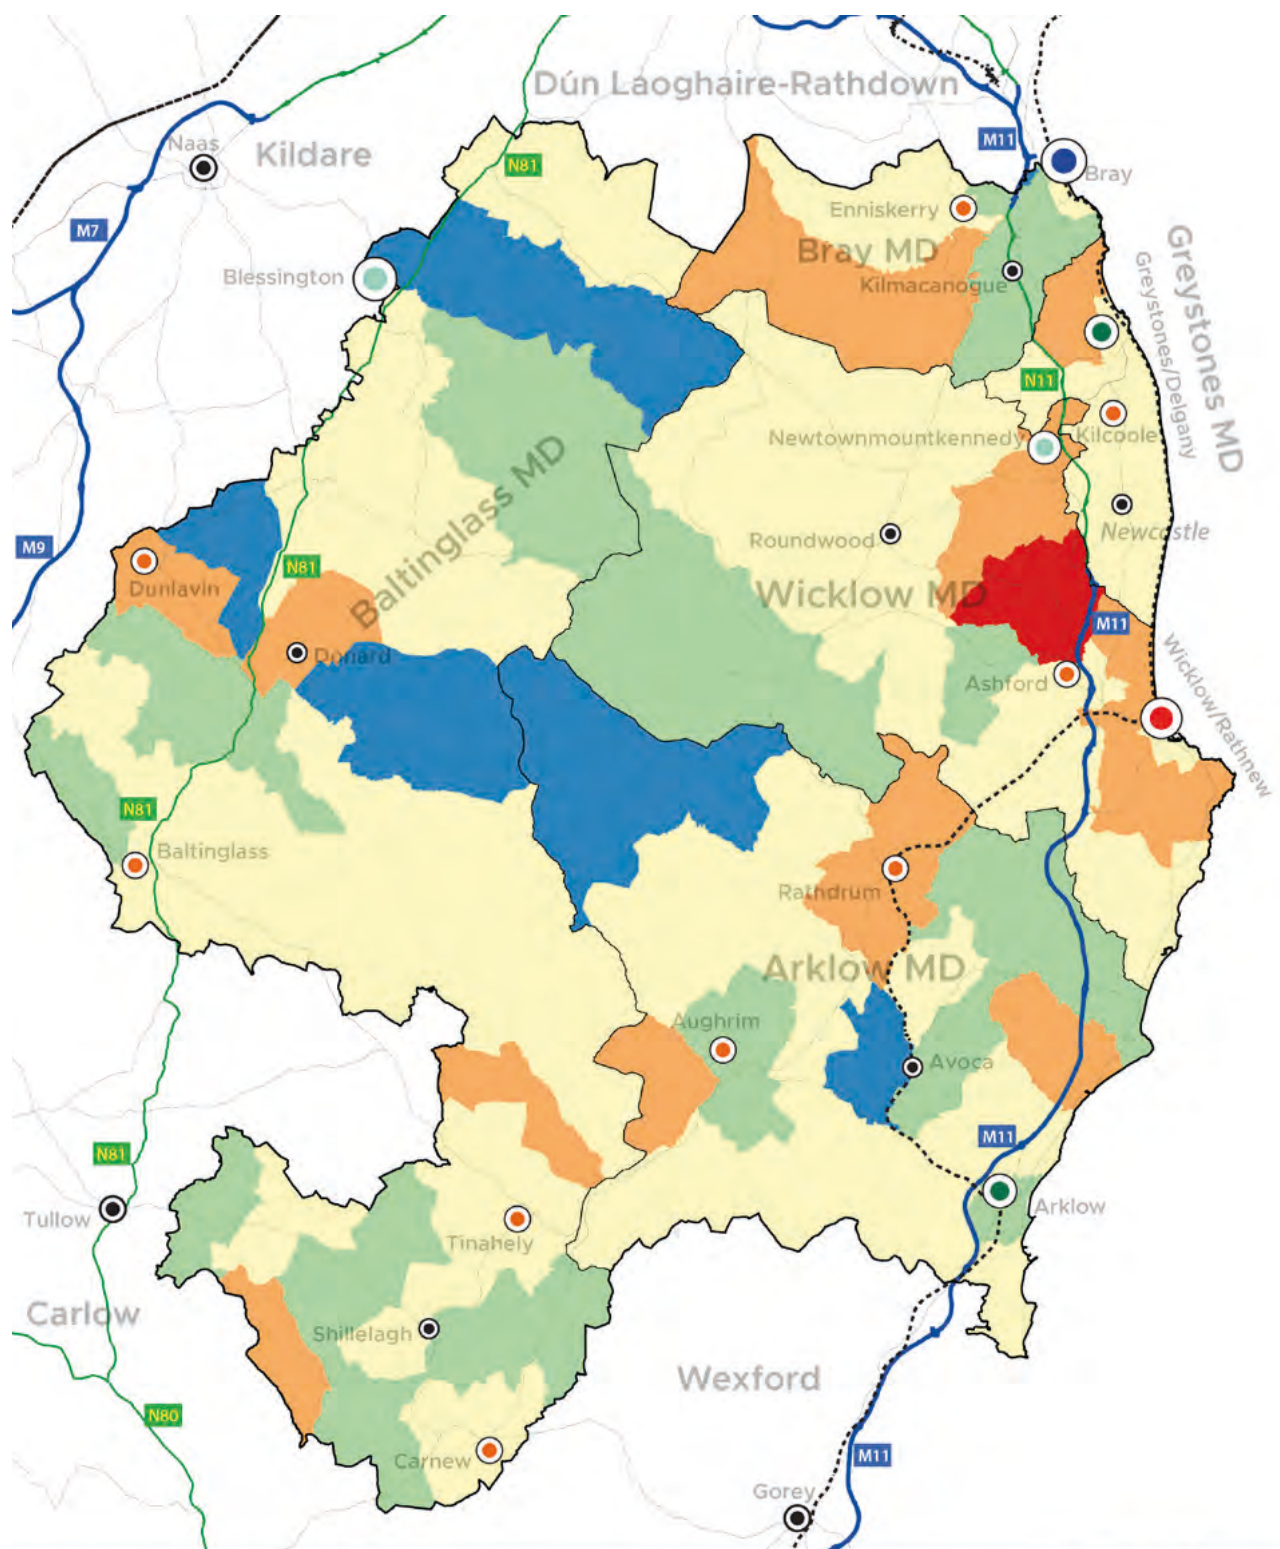 Dún Laoghaire-Rathdown
M11
Naas
Kildare
N81
Bray
Enniskerry
M7
Bray MD
Blessington
Kilmacanogue
Greystones MD
Greystones/Delgany
N11
Newtownmountkennedy
Kilcoole
Baltinglass MD
Newcastle
Roundwood
M9
N81
Dunlavin
Wicklow MD
M11
Donard
Ashford
Wicklow/Rathnew
N81
Baltinglass
Rathdrum
Arklow MD
Aughrim
Avoca
M11
N81
Arklow
Tullow
Tinahely
Carlow
Shillelagh
Wexford
N80
Carnew
M11
Gorey